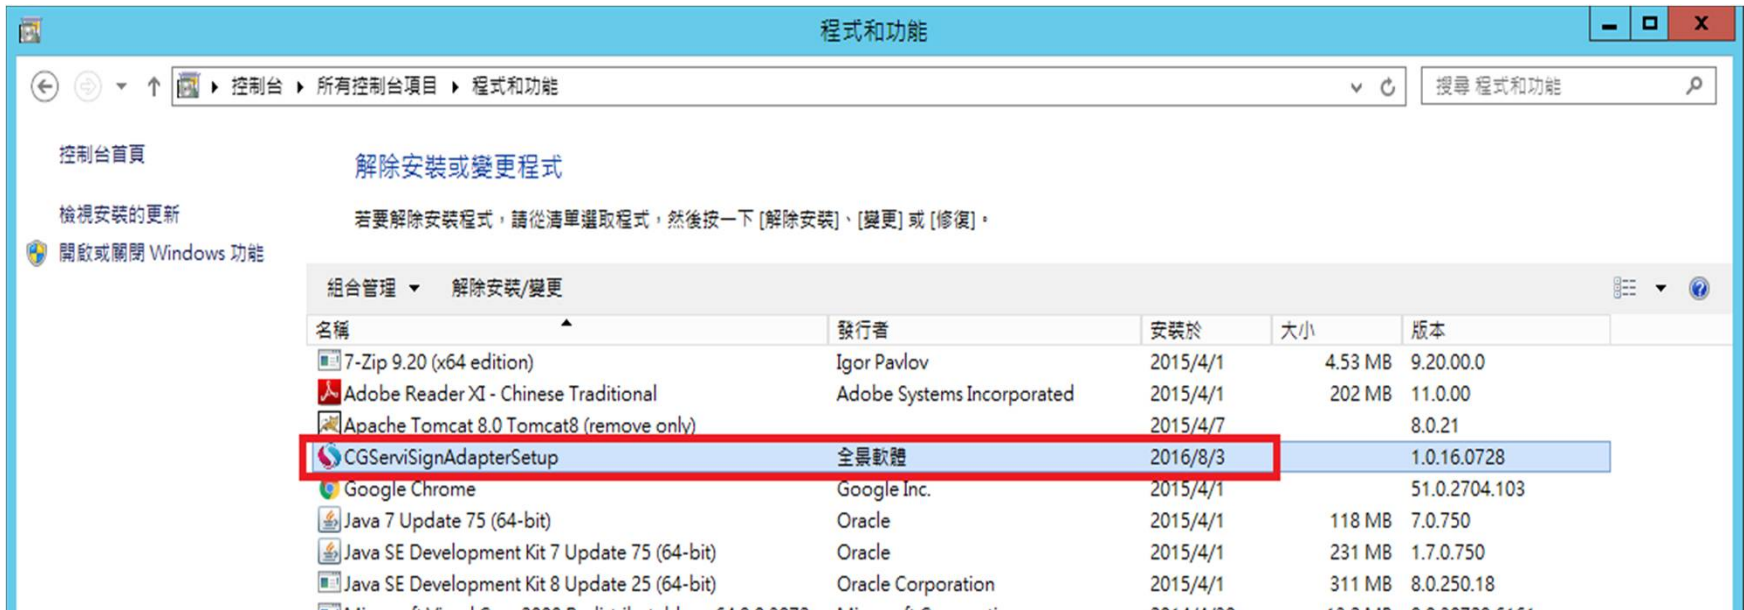 程式和功能
控制台 所有控制台項目 程式和功能
搜尋 程式和功能
控制台首頁
檢視安裝的更新
開啟或關閉 Windows 功能
解除安裝或變更程式
若要解除安裝程式，請從清單選取程式，然後按一下 [解除安裝]、[變更] 或 [修復]。
組合管理 解除安裝/變更
名稱 發行者 安裝於 大小 版本
7-Zip 9.20 (x64 edition) Igor Pavlov 2015/4/1 4.53 MB 9.20.00.0
Adobe Reader XI - Chinese Traditional Adobe Systems Incorporated 2015/4/1 202 MB 11.0.00
Apache Tomcat 8.0 Tomcat8 (remove only) 2015/4/7 8.0.21
CGServiSignAdapterSetup 全景軟體 2016/8/3 1.0.16.0728
Google Chrome Google Inc. 2015/4/1 51.0.2704.103
Java 7 Update 75 (64-bit) Oracle 2015/4/1 118 MB 7.0.750
Java SE Development Kit 7 Update 75 (64-bit) Oracle 2015/4/1 231 MB 1.7.0.750
Java SE Development Kit 8 Update 25 (64-bit) Oracle Corporation 2015/4/1 311 MB 8.0.250.18